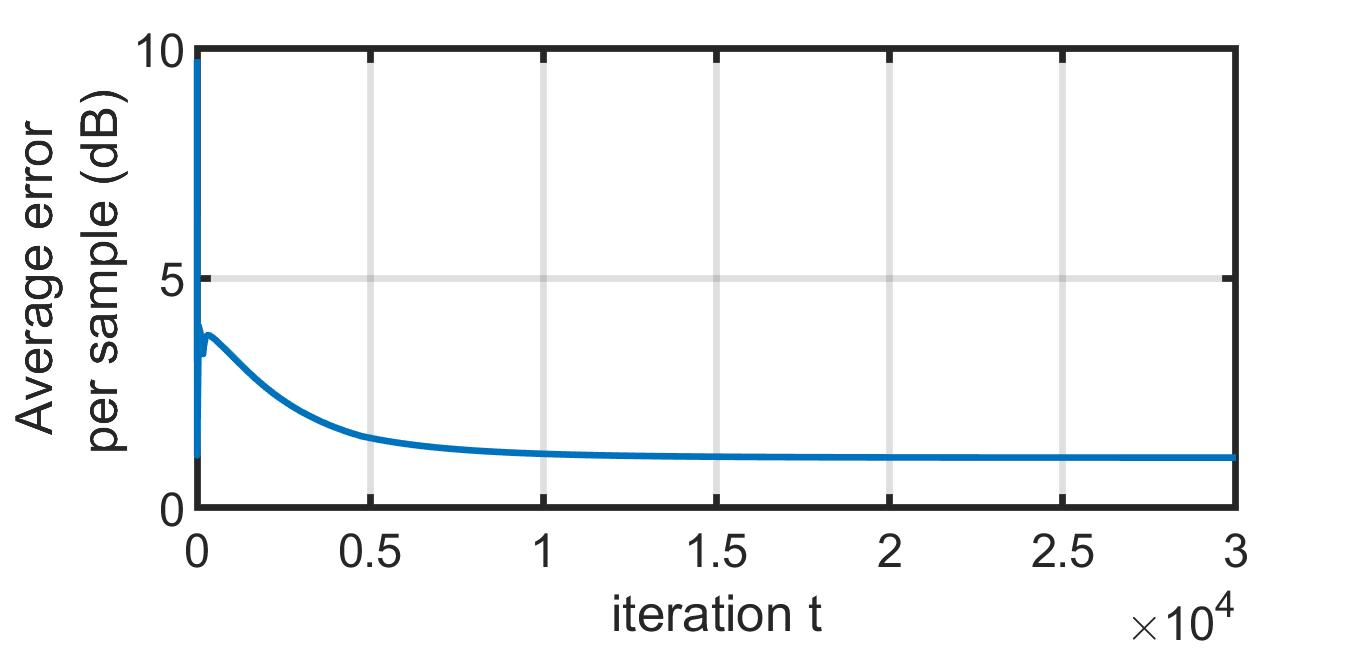 Average error
per sample (dB)
10
5
0
0 0.5 1 1.5 2 2.5 3
iteration t
×10⁴